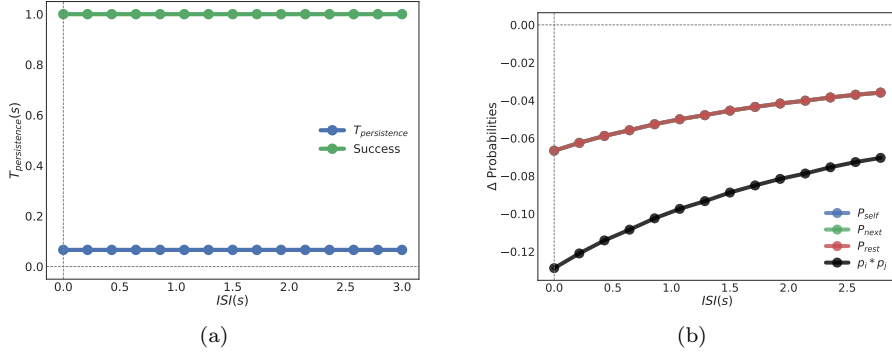 1.0
0.8
0.6
0.4
0.2
0.0
T_persistence(s)
T_persistence
Success
0.0 0.5 1.0 1.5 2.0 2.5 3.0
ISI(s)
(a)
0.00
−0.02
−0.04
−0.06
−0.08
−0.10
−0.12
Δ Probabilities
P_self
P_next
P_rest
p_i * p_j
0.0 0.5 1.0 1.5 2.0 2.5
ISI(s)
(b)